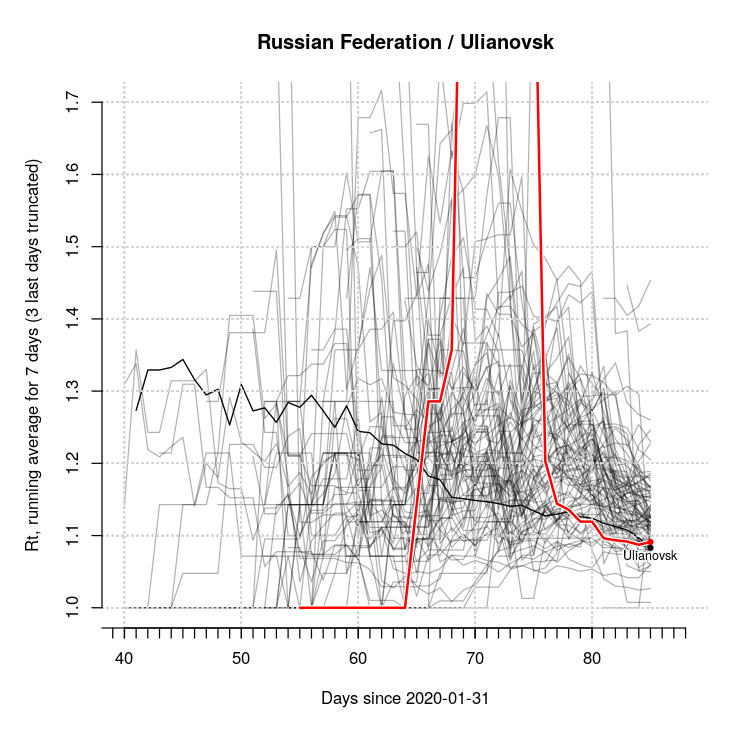 Russian Federation / Ulianovsk
Rt, running average for 7 days (3 last days truncated)
1.7
1.6
1.5
1.4
1.3
1.2
1.1
1.0
Ulianovsk
40 50 60 70 80
Days since 2020-01-31